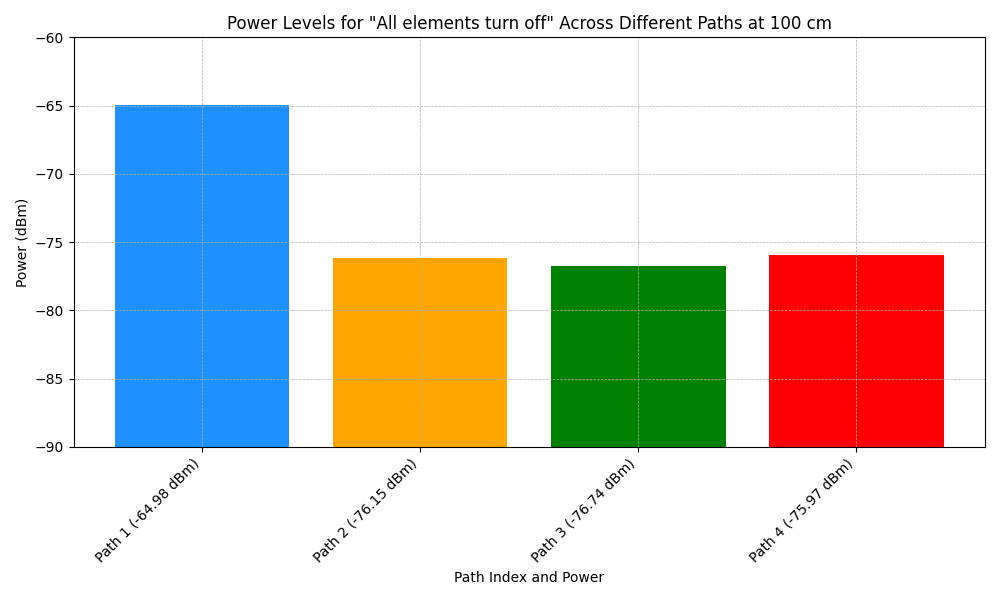 Power Levels for "All elements turn off" Across Different Paths at 100 cm
Power (dBm)
−60
−65
−70
−75
−80
−85
−90
Path 1 (-64.98 dBm)
Path 2 (-76.15 dBm)
Path 3 (-76.74 dBm)
Path 4 (-75.97 dBm)
Path Index and Power